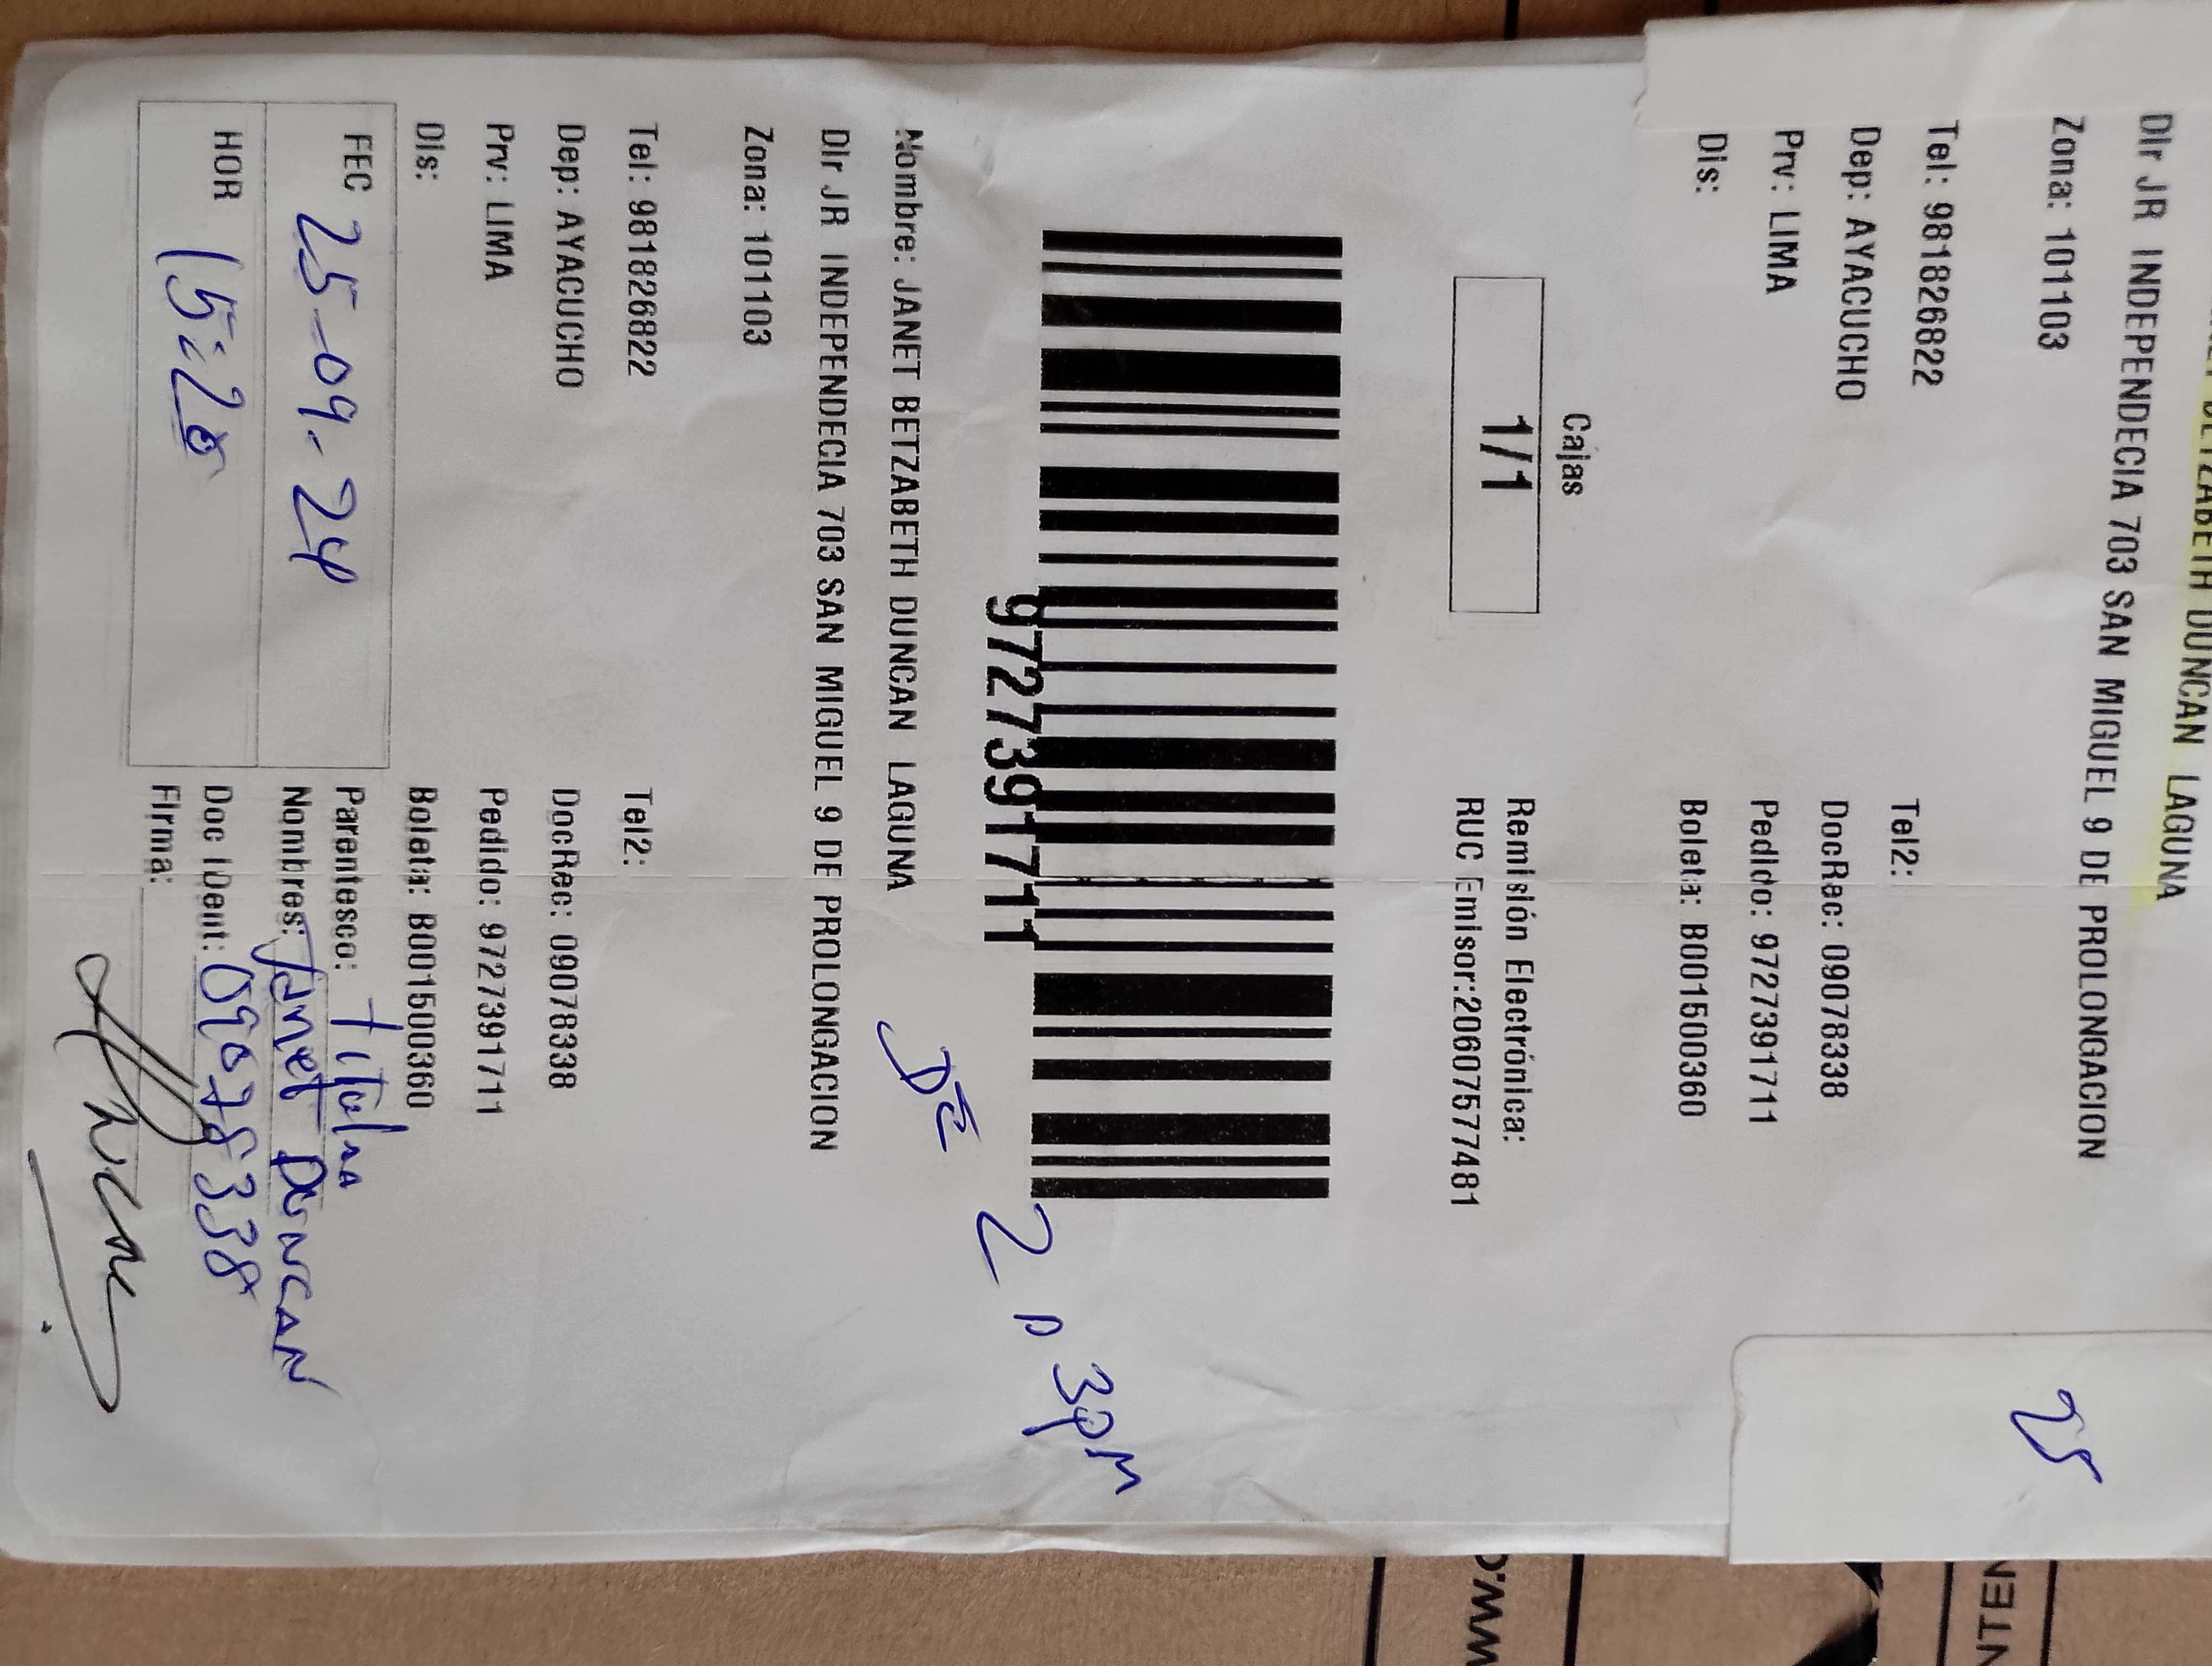 BETZABETH DUNCAN LAGUNA
DIr JR INDEPENDECIA 703 SAN MIGUEL 9 DE PROLONGACION
Zona: 101103
Tel: 981826822 Tel2:
Dep: AYACUCHO DocRec: 09078338
Prv: LIMA Pedido: 9727391711
Dis: Boleta: B001500360
25
Cajas
1/1
Remisión Electrónica:
RUC Emisor:20607577481
9727391711
DE 2 a 3pm
Nombre: JANET BETZABETH DUNCAN LAGUNA
DIr JR INDEPENDECIA 703 SAN MIGUEL 9 DE PROLONGACION
Zona: 101103
Tel: 981826822 Tel2:
Dep: AYACUCHO DocRec: 09078338
Prv: LIMA Pedido: 9727391711
Dis: Boleta: B001500360
FEC 25-09-24
HOR 15:20
Parentesco: Titular
Nombres: Janet DUNCAN
Doc IDent: 09078338
Firma: